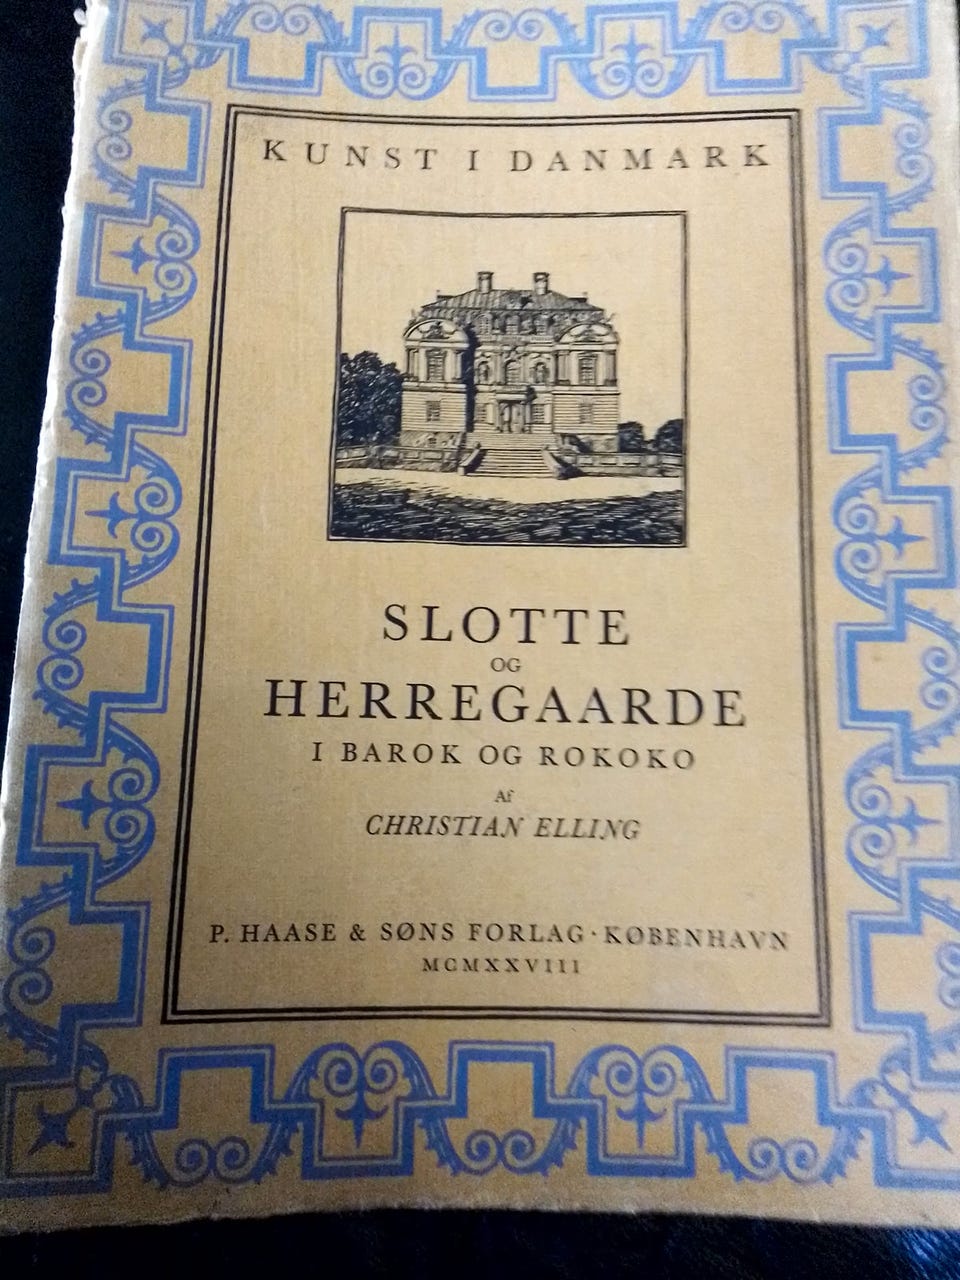 KUNST I DANMARK
SLOTTE
OG
HERREGAARDE
I BAROK OG ROKOKO
Af
CHRISTIAN ELLING
P. HAASE & SØNS FORLAG · KØBENHAVN
MCMXXVIII